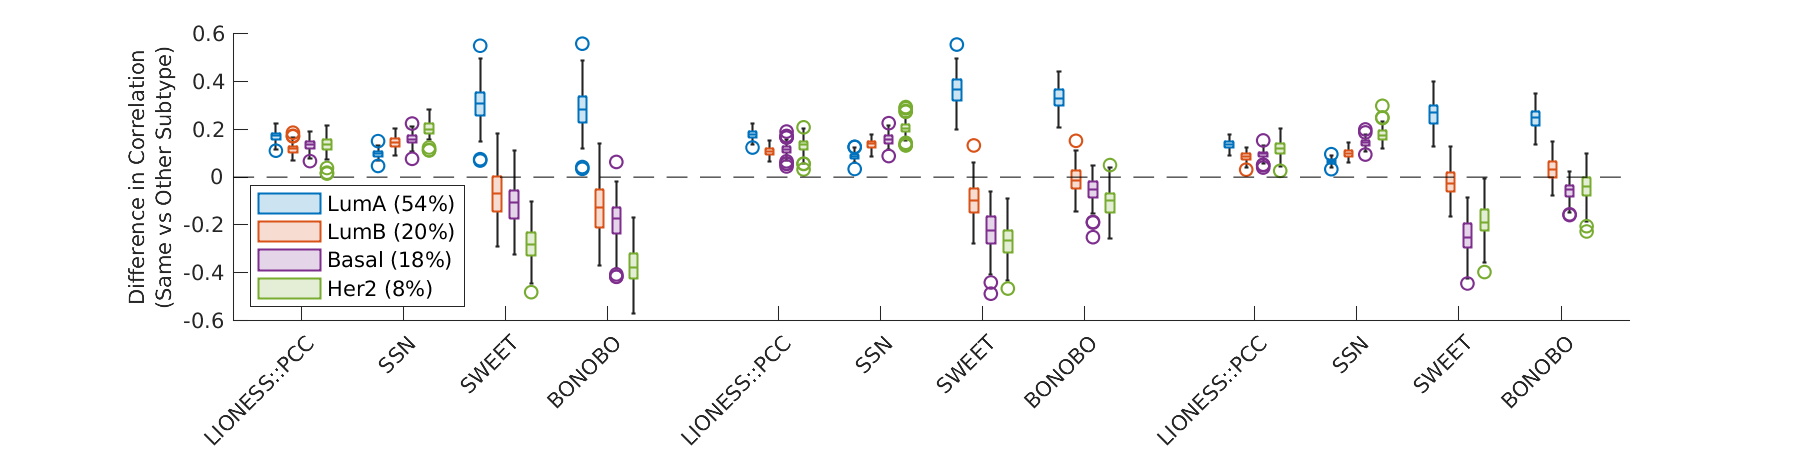 Difference in Correlation
(Same vs Other Subtype)
0.6
0.4
0.2
0
-0.2
-0.4
-0.6
LumA (54%)
LumB (20%)
Basal (18%)
Her2 (8%)
LIONESS::PCC
SSN
SWEET
BONOBO
LIONESS::PCC
SSN
SWEET
BONOBO
LIONESS::PCC
SSN
SWEET
BONOBO